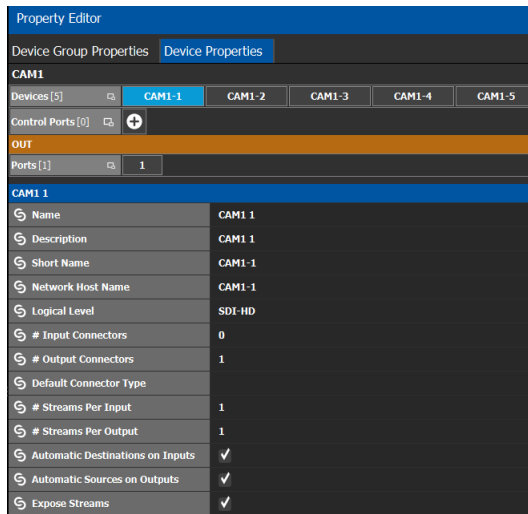 Property Editor
Device Group Properties Device Properties
CAM1
Devices [5] CAM1-1 CAM1-2 CAM1-3 CAM1-4 CAM1-5
Control Ports [0]
OUT
Ports [1] 1
CAM1 1
Name CAM1 1
Description CAM1 1
Short Name CAM1-1
Network Host Name CAM1-1
Logical Level SDI-HD
# Input Connectors 0
# Output Connectors 1
Default Connector Type
# Streams Per Input 1
# Streams Per Output 1
Automatic Destinations on Inputs
Automatic Sources on Outputs
Expose Streams